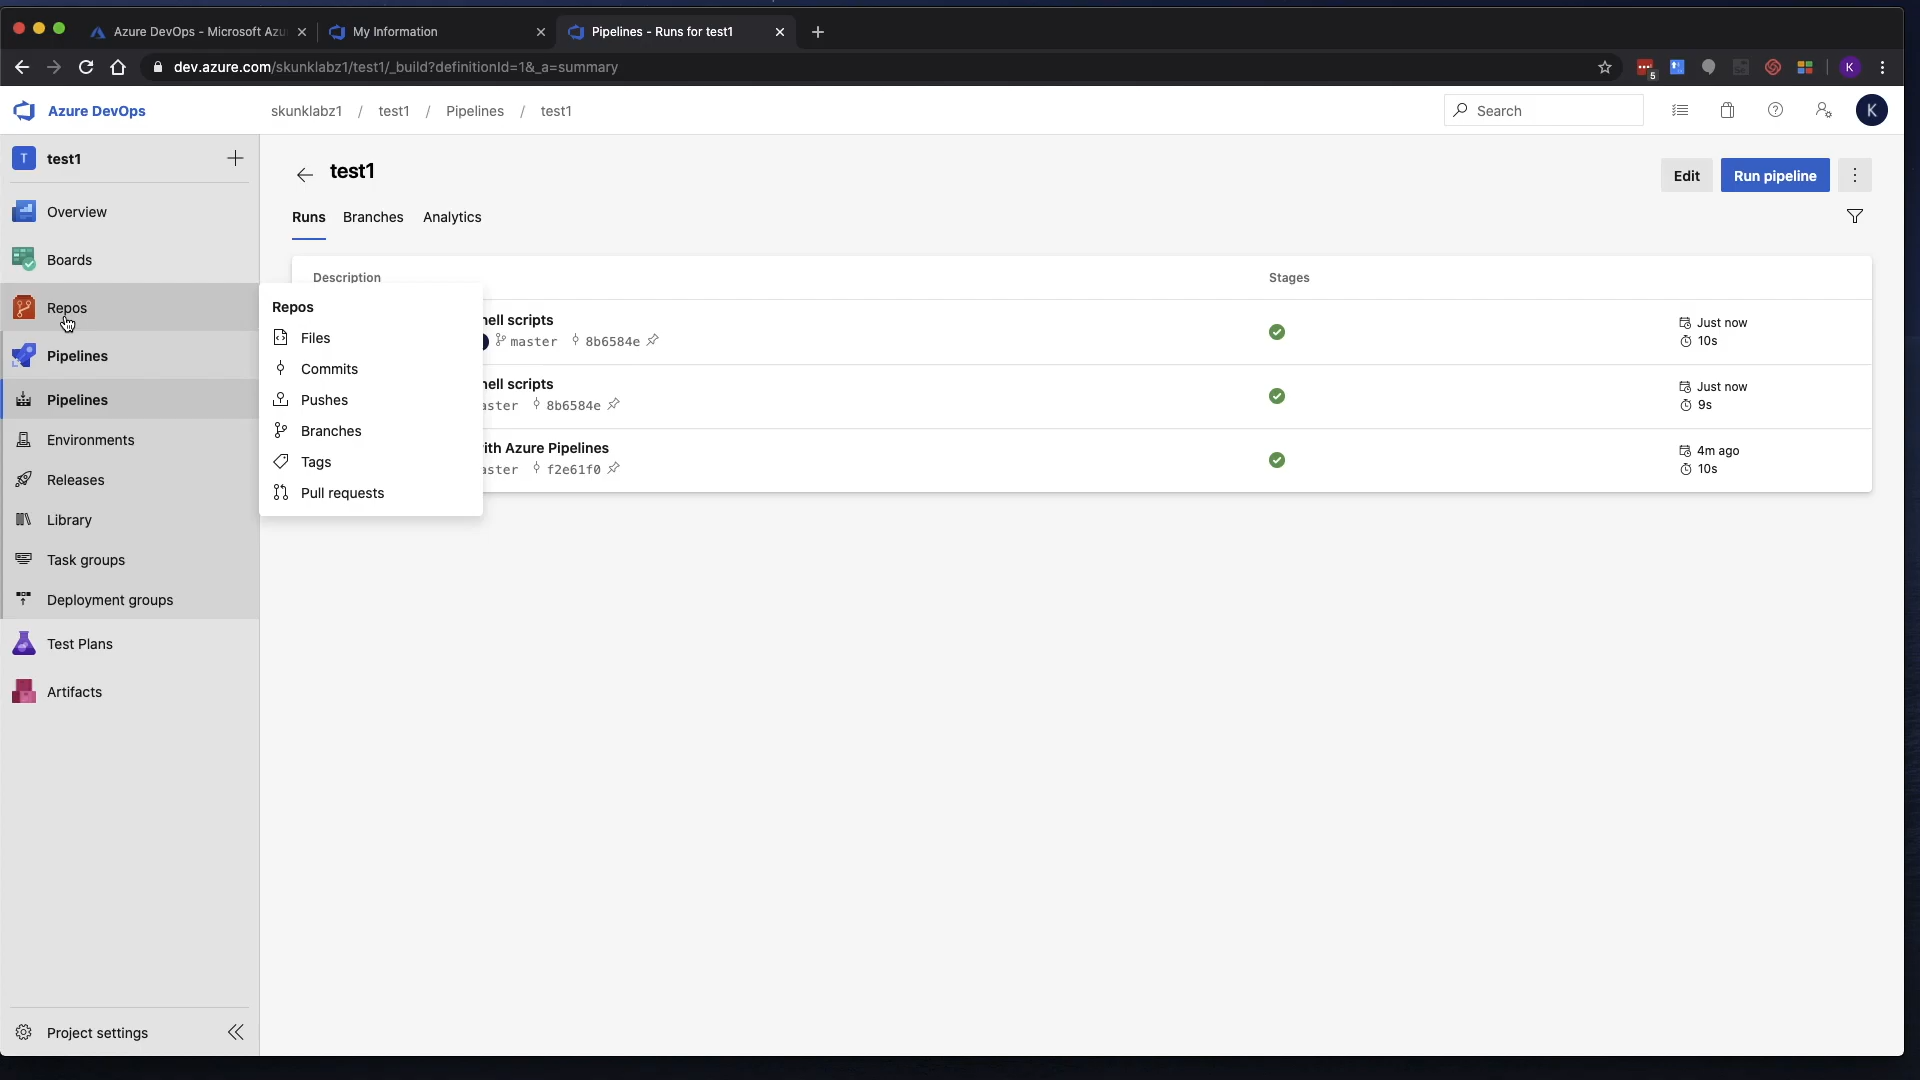 Azure DevOps - Microsoft Azu
My Information
Pipelines - Runs for test1
dev.azure.com/skunklabz1/test1/_build?definitionId=1&_a=summary
5
K
Azure DevOps
skunklabz1 / test1 / Pipelines / test1
Search
K
T test1
test1
Edit
Run pipeline
Overview
Runs
Branches
Analytics
Boards
Description
Stages
Repos
Repos
Files
Commits
Pushes
Branches
Tags
Pull requests
hell scripts
master 8b6584e
Just now
10s
hell scripts
aster 8b6584e
Just now
9s
ith Azure Pipelines
aster f2e61f0
4m ago
10s
Pipelines
Pipelines
Environments
Releases
Library
Task groups
Deployment groups
Test Plans
Artifacts
Project settings